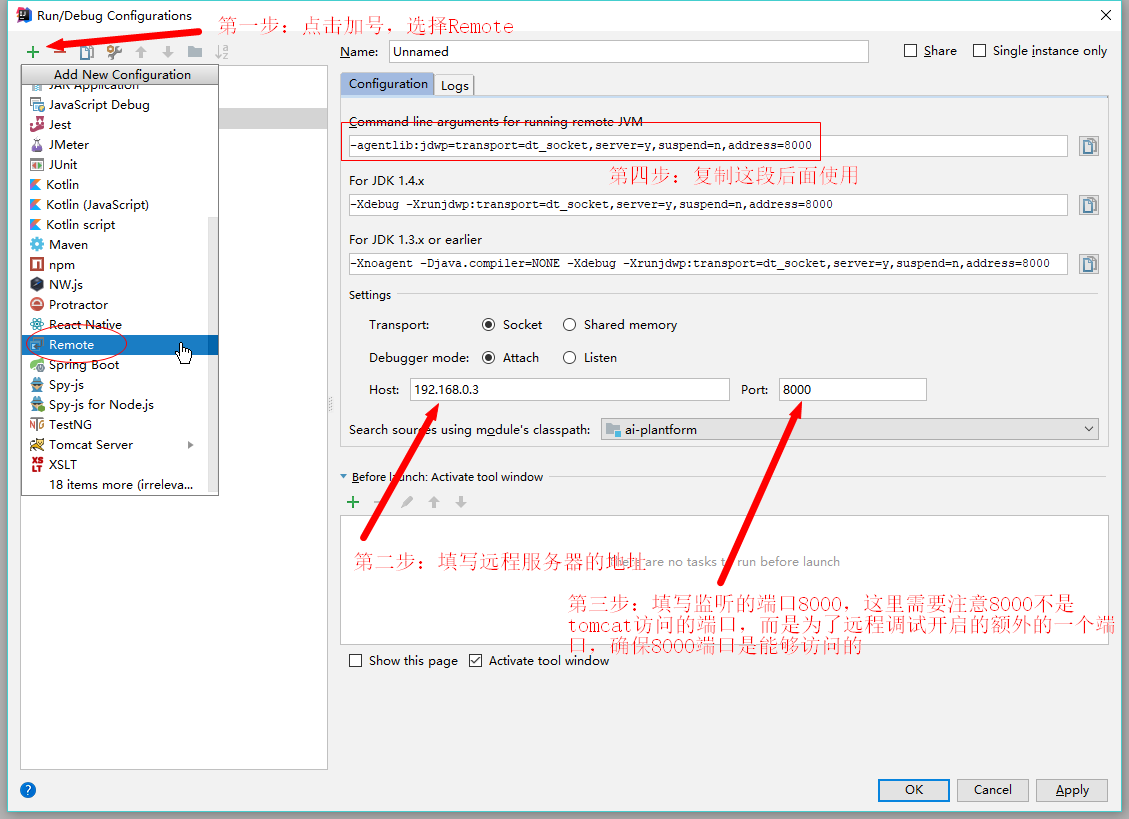 Run/Debug Configurations
第一步：点击加号，选择Remote
Name: Unnamed
Share
Single instance only
Add New Configuration
JAR Application
JavaScript Debug
Jest
JMeter
JUnit
Kotlin
Kotlin (JavaScript)
Kotlin script
Maven
npm
NW.js
Protractor
React Native
Remote
Spring Boot
Spy-js
Spy-js for Node.js
TestNG
Tomcat Server
XSLT
18 items more (irreleva...
Configuration
Logs
Command line arguments for running remote JVM
-agentlib:jdwp=transport=dt_socket,server=y,suspend=n,address=8000
第四步：复制这段后面使用
For JDK 1.4.x
-Xdebug -Xrunjdwp:transport=dt_socket,server=y,suspend=n,address=8000
For JDK 1.3.x or earlier
-Xnoagent -Djava.compiler=NONE -Xdebug -Xrunjdwp:transport=dt_socket,server=y,suspend=n,address=8000
Settings
Transport: Socket Shared memory
Debugger mode: Attach Listen
Host: 192.168.0.3 Port: 8000
Search sources using module's classpath: ai-plantform
Before launch: Activate tool window
第二步：填写远程服务器的地址
There are no tasks to run before launch
第三步：填写监听的端口8000，这里需要注意8000不是
tomcat访问的端口，而是为了远程调试开启的额外的一个端
口，确保8000端口是能够访问的
Show this page
Activate tool window
?
OK
Cancel
Apply